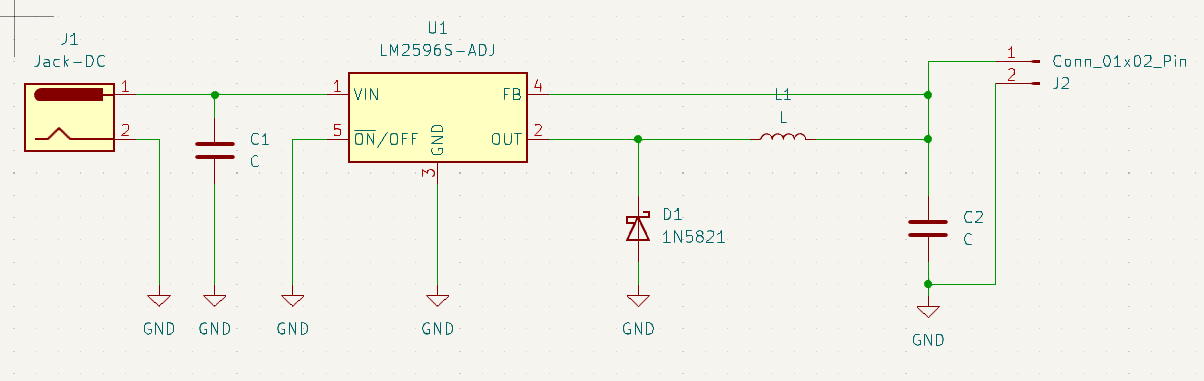 J1
Jack-DC
1
2
C1
C
U1
LM2596S-ADJ
1
VIN
5
ON/OFF
GND
3
FB
4
OUT
2
L1
L
D1
1N5821
1
Conn_01x02_Pin
2
J2
C2
C
GND
GND
GND
GND
GND
GND